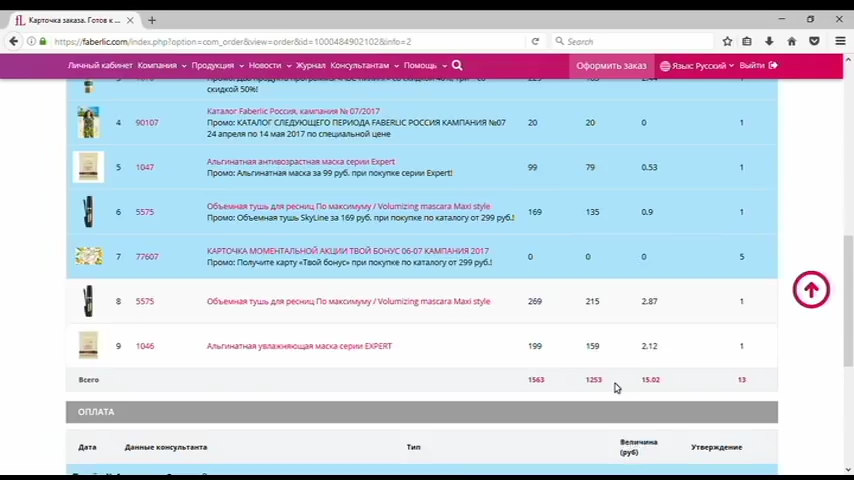 Карточка заказа. Готов к ...
https://faberlic.com/index.php?option=com_order&view=order&id=1000484902102&info=2
Search
Личный кабинет Компания Продукция Новости Журнал Консультантам Помощь Оформить заказ Язык: Русский Выйти
скидкой 50%!
4 90107 Каталог Faberlic Россия, кампания № 07/2017 20 20 0 1
Промо: КАТАЛОГ СЛЕДУЮЩЕГО ПЕРИОДА FABERLIC РОССИЯ КАМПАНИЯ №07
24 апреля по 14 мая 2017 по специальной цене
5 1047 Альгинатная антивозрастная маска серии Expert 99 79 0.53 1
Промо: Альгинатная маска за 99 руб. при покупке серии Expert!
6 5575 Объемная тушь для ресниц По максимуму / Volumizing mascara Maxi style 169 135 0.9 1
Промо: Объемная тушь SkyLine за 169 руб. при покупке по каталогу от 299 руб.!
7 77607 КАРТОЧКА МОМЕНТАЛЬНОЙ АКЦИИ ТВОЙ БОНУС 06-07 КАМПАНИЯ 2017 0 0 0 5
Промо: Получите карту «Твой бонус» при покупке по каталогу от 299 руб.!
8 5575 Объемная тушь для ресниц По максимуму / Volumizing mascara Maxi style 269 215 2.87 1
9 1046 Альгинатная увлажняющая маска серии EXPERT 199 159 2.12 1
Всего 1563 1253 15.02 13
ОПЛАТА
Дата Данные консультанта Тип Величина (руб) Утверждение